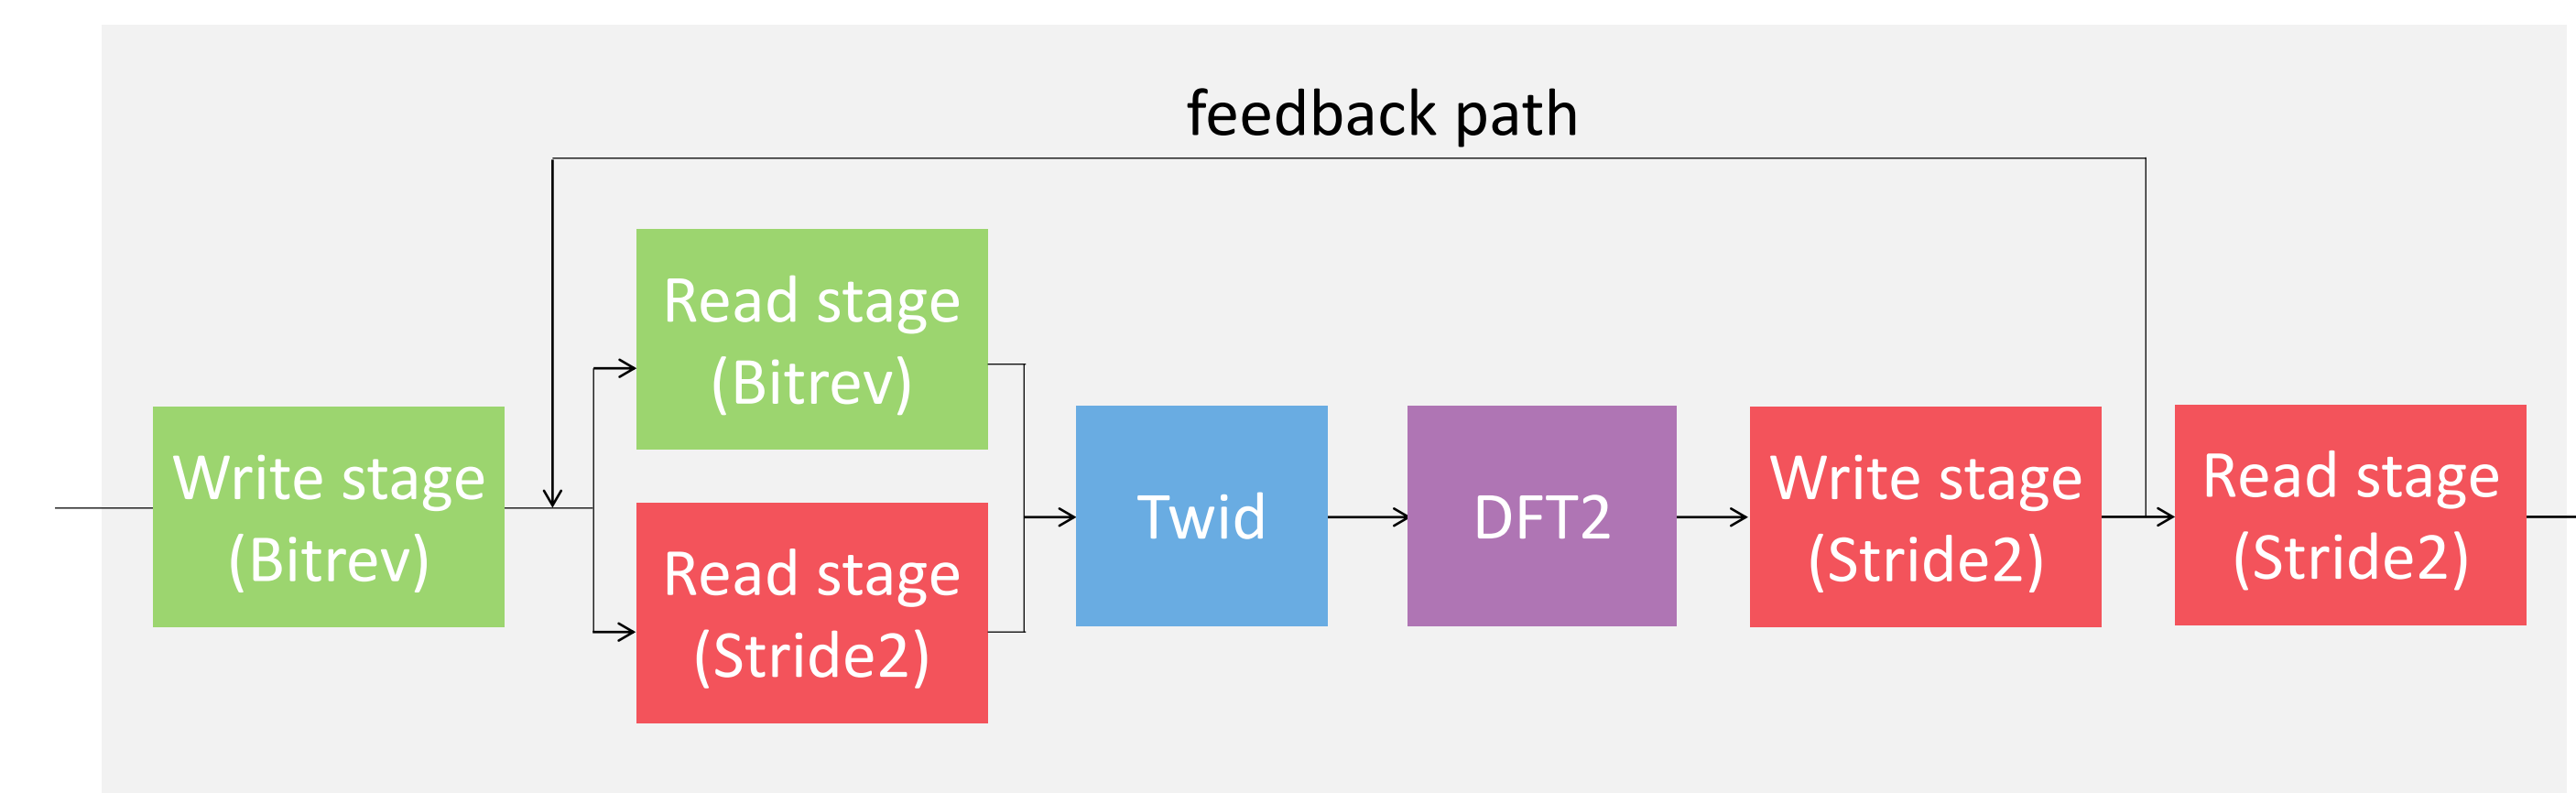 feedback path
Write stage
(Bitrev)
Read stage
(Bitrev)
Read stage
(Stride2)
Twid
DFT2
Write stage
(Stride2)
Read stage
(Stride2)